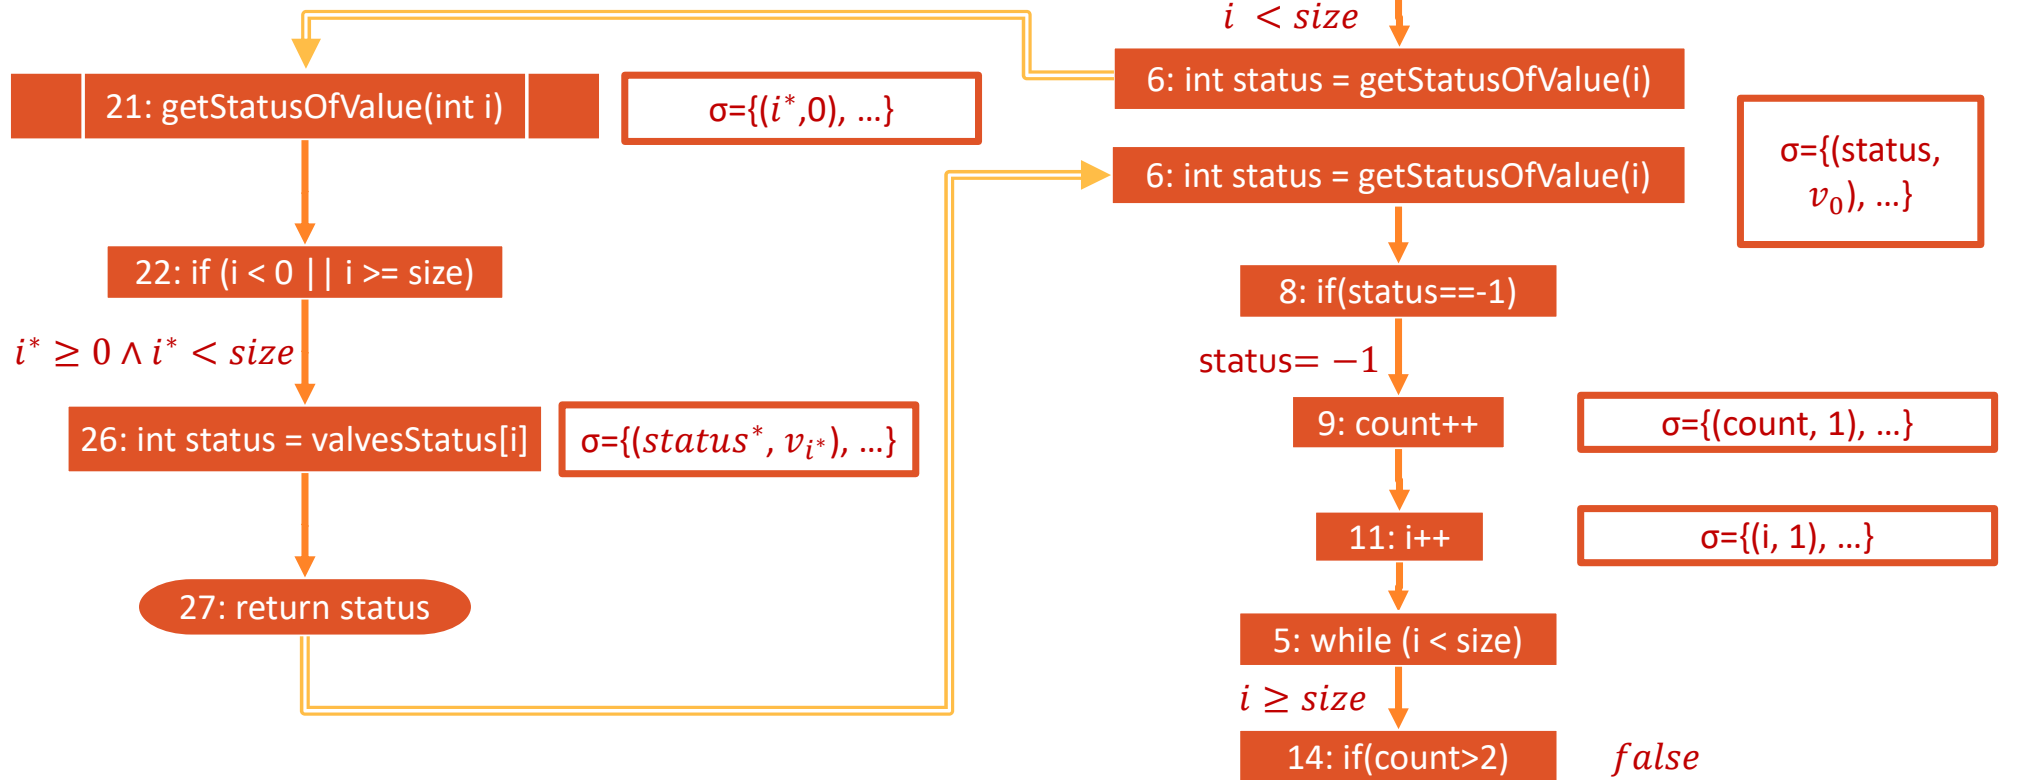 i < size
6: int status = getStatusOfValue(i)
21: getStatusOfValue(int i)
σ={(i*,0), ...}
6: int status = getStatusOfValue(i)
σ={(status,
v₀), ...}
22: if (i < 0 || i >= size)
8: if(status==-1)
i* ≥ 0 ∧ i* < size
status= −1
26: int status = valvesStatus[i]
σ={(status*, v_{i*}), ...}
9: count++
σ={(count, 1), ...}
11: i++
σ={(i, 1), ...}
27: return status
5: while (i < size)
i ≥ size
14: if(count>2)
false